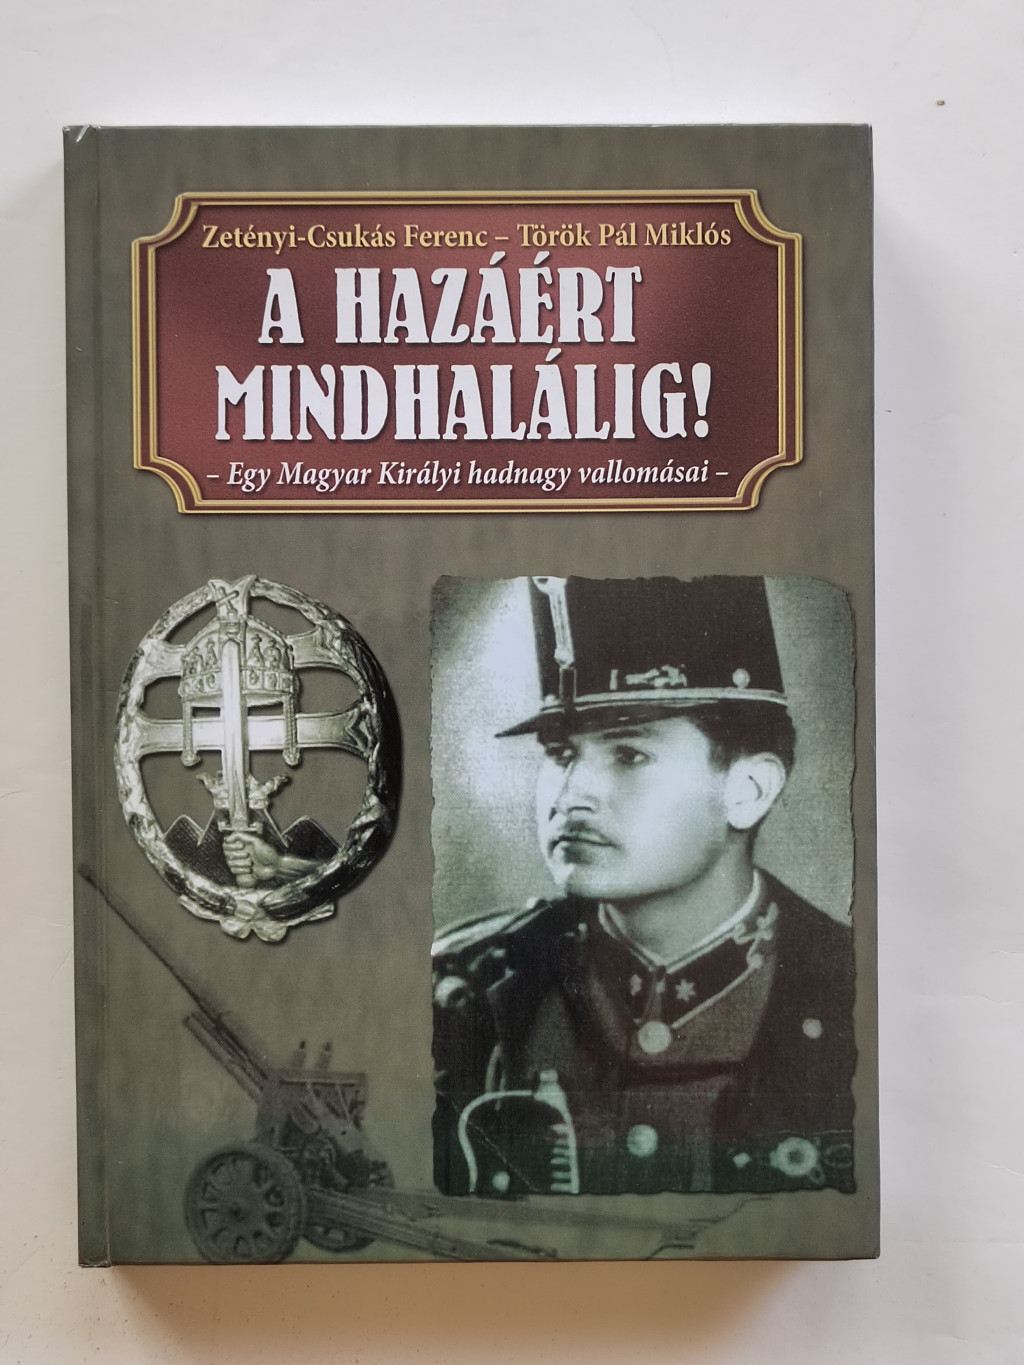 Zetényi-Csukás Ferenc – Török Pál Miklós
A HAZÁÉRT
MINDHALÁLIG!
– Egy Magyar Királyi hadnagy vallomásai –